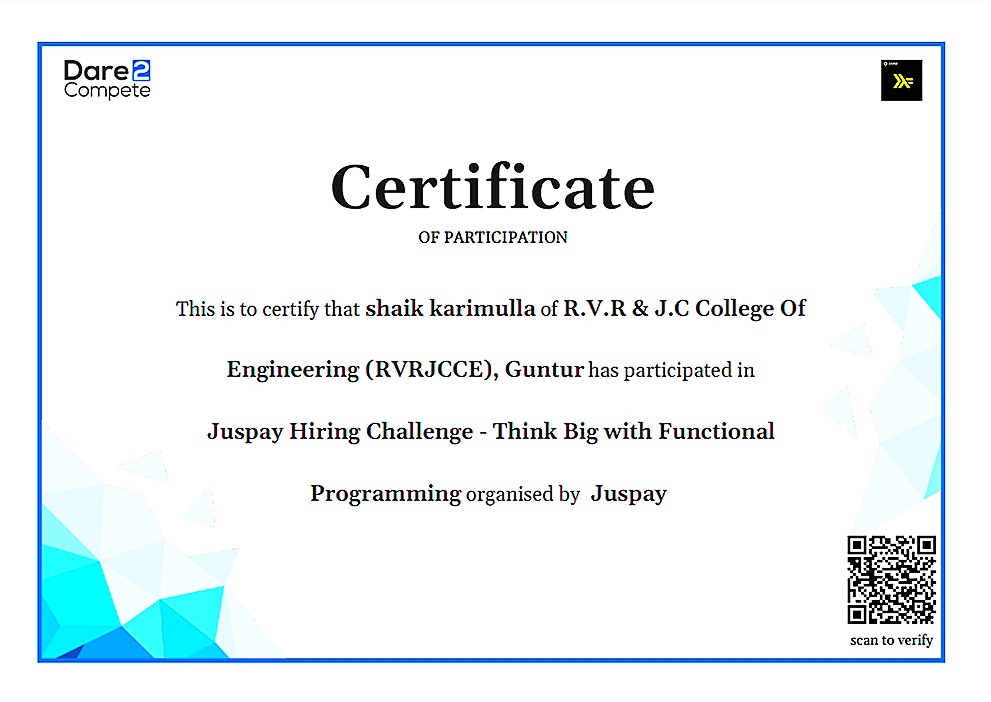 Dare2
Compete
Certificate
OF PARTICIPATION
This is to certify that shaik karimulla of R.V.R & J.C College Of
Engineering (RVRJCCE), Guntur has participated in
Juspay Hiring Challenge - Think Big with Functional
Programming organised by Juspay
scan to verify